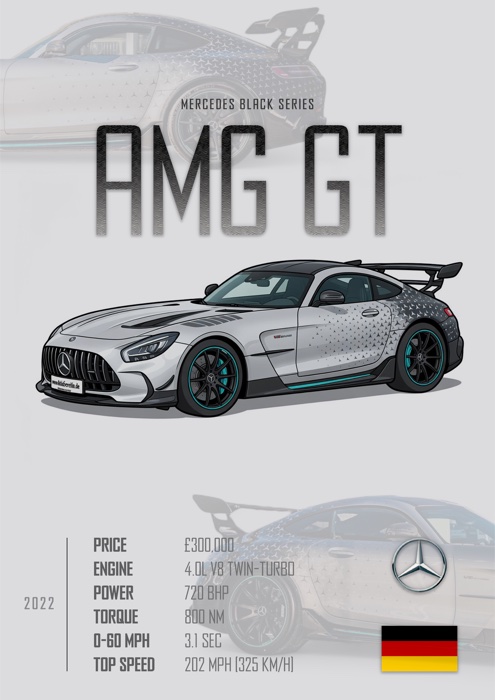 MERCEDES BLACK SERIES
AMG GT
2022
PRICE £300,000
ENGINE 4.0L V8 TWIN-TURBO
POWER 720 BHP
TORQUE 800 NM
0-60 MPH 3.1 SEC
TOP SPEED 202 MPH (325 KM/H)